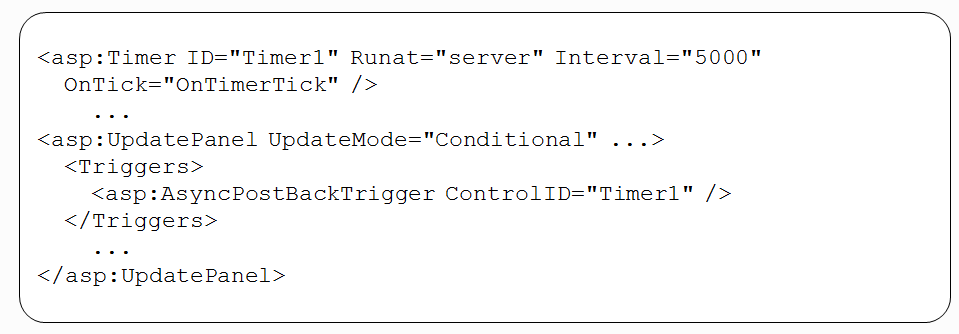 <asp:Timer ID="Timer1" Runat="server" Interval="5000"
OnTick="OnTimerTick" />
...
<asp:UpdatePanel UpdateMode="Conditional" ...>
<Triggers>
<asp:AsyncPostBackTrigger ControlID="Timer1" />
</Triggers>
...
</asp:UpdatePanel>